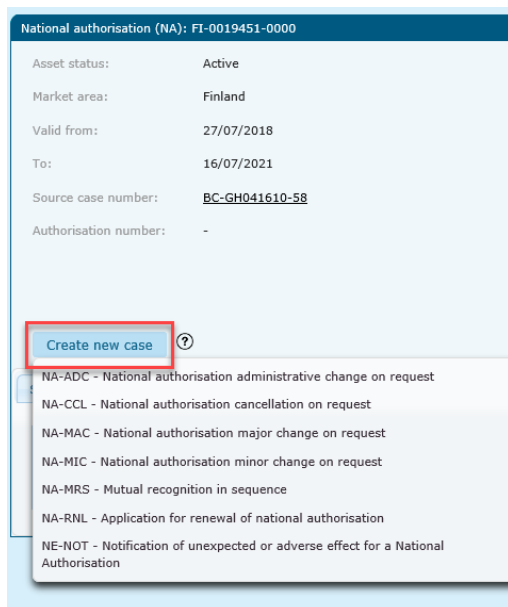 National authorisation (NA): FI-0019451-0000
Asset status: Active
Market area: Finland
Valid from: 27/07/2018
To: 16/07/2021
Source case number: BC-GH041610-58
Authorisation number: -
Create new case ?
NA-ADC - National authorisation administrative change on request
NA-CCL - National authorisation cancellation on request
NA-MAC - National authorisation major change on request
NA-MIC - National authorisation minor change on request
NA-MRS - Mutual recognition in sequence
NA-RNL - Application for renewal of national authorisation
NE-NOT - Notification of unexpected or adverse effect for a National
Authorisation